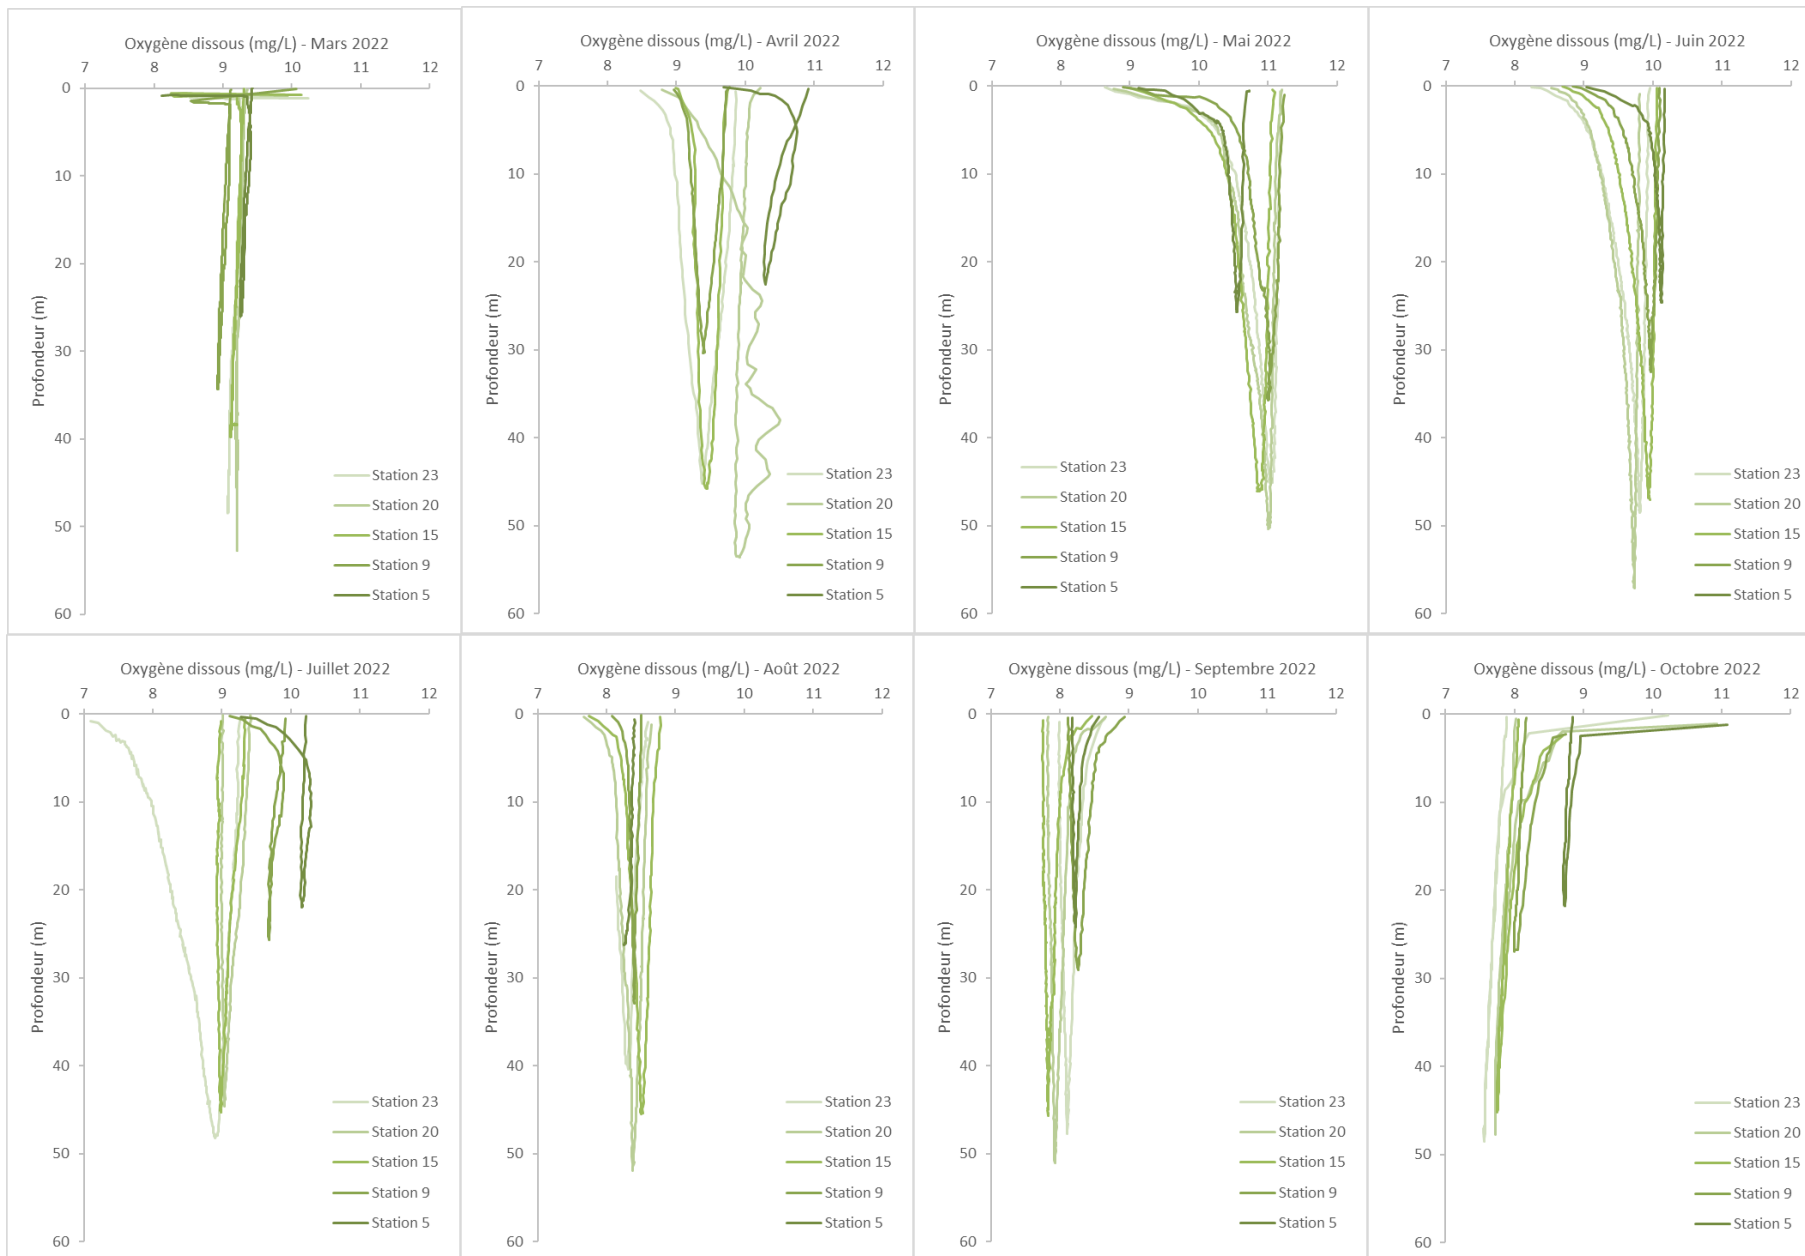 Oxygène dissous (mg/L) - Mars 2022
7 8 9 10 11 12
0
10
20
30
40
50
60
Profondeur (m)
Station 23
Station 20
Station 15
Station 9
Station 5
Oxygène dissous (mg/L) - Avril 2022
7 8 9 10 11 12
0
10
20
30
40
50
60
Profondeur (m)
Station 23
Station 20
Station 15
Station 9
Station 5
Oxygène dissous (mg/L) - Mai 2022
7 8 9 10 11 12
0
10
20
30
40
50
60
Profondeur (m)
Station 23
Station 20
Station 15
Station 9
Station 5
Oxygène dissous (mg/L) - Juin 2022
7 8 9 10 11 12
0
10
20
30
40
50
60
Profondeur (m)
Station 23
Station 20
Station 15
Station 9
Station 5
Oxygène dissous (mg/L) - Juillet 2022
7 8 9 10 11 12
0
10
20
30
40
50
60
Profondeur (m)
Station 23
Station 20
Station 15
Station 9
Station 5
Oxygène dissous (mg/L) - Août 2022
7 8 9 10 11 12
0
10
20
30
40
50
60
Profondeur (m)
Station 23
Station 20
Station 15
Station 9
Station 5
Oxygène dissous (mg/L) - Septembre 2022
7 8 9 10 11 12
0
10
20
30
40
50
60
Profondeur (m)
Station 23
Station 20
Station 15
Station 9
Station 5
Oxygène dissous (mg/L) - Octobre 2022
7 8 9 10 11 12
0
10
20
30
40
50
60
Profondeur (m)
Station 23
Station 20
Station 15
Station 9
Station 5